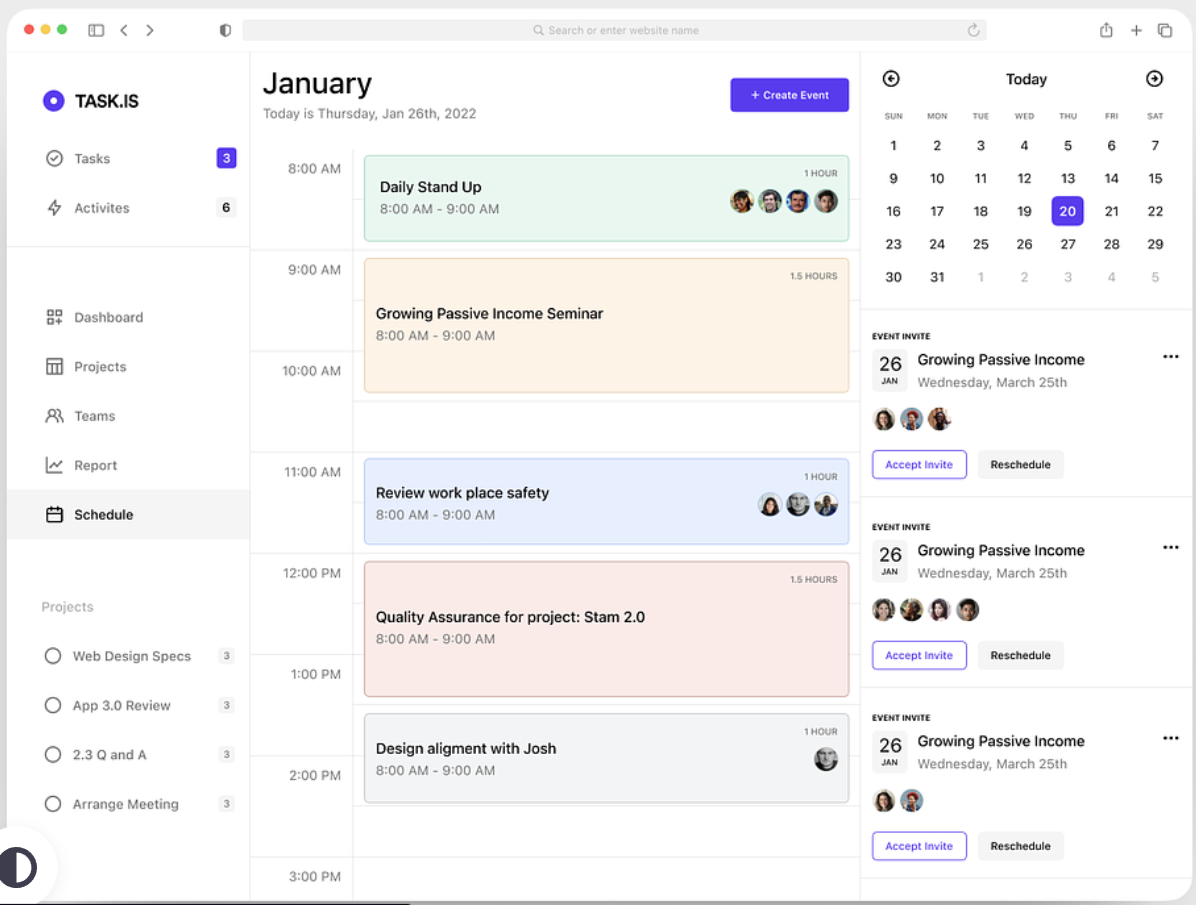 Search or enter website name
TASK.IS
Tasks 3
Activites 6
Dashboard
Projects
Teams
Report
Schedule
Projects
Web Design Specs 3
App 3.0 Review 3
2.3 Q and A 3
Arrange Meeting 3
January
Today is Thursday, Jan 26th, 2022
+ Create Event
8:00 AM
Daily Stand Up
8:00 AM - 9:00 AM
1 HOUR
9:00 AM
1.5 HOURS
Growing Passive Income Seminar
8:00 AM - 9:00 AM
10:00 AM
11:00 AM
1 HOUR
Review work place safety
8:00 AM - 9:00 AM
12:00 PM
1.5 HOURS
Quality Assurance for project: Stam 2.0
8:00 AM - 9:00 AM
1:00 PM
1 HOUR
Design aligment with Josh
8:00 AM - 9:00 AM
2:00 PM
3:00 PM
Today
SUN MON TUE WED THU FRI SAT
1 2 3 4 5 6 7
9 10 11 12 13 14 15
16 17 18 19 20 21 22
23 24 25 26 27 28 29
30 31 1 2 3 4 5
EVENT INVITE
26 JAN
Growing Passive Income
Wednesday, March 25th
Accept Invite
Reschedule
EVENT INVITE
26 JAN
Growing Passive Income
Wednesday, March 25th
Accept Invite
Reschedule
EVENT INVITE
26 JAN
Growing Passive Income
Wednesday, March 25th
Accept Invite
Reschedule